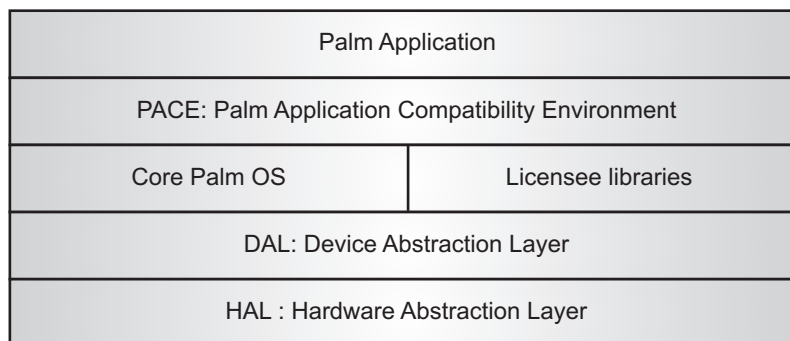 Palm Application
PACE: Palm Application Compatibility Environment
Core Palm OS
Licensee libraries
DAL: Device Abstraction Layer
HAL : Hardware Abstraction Layer